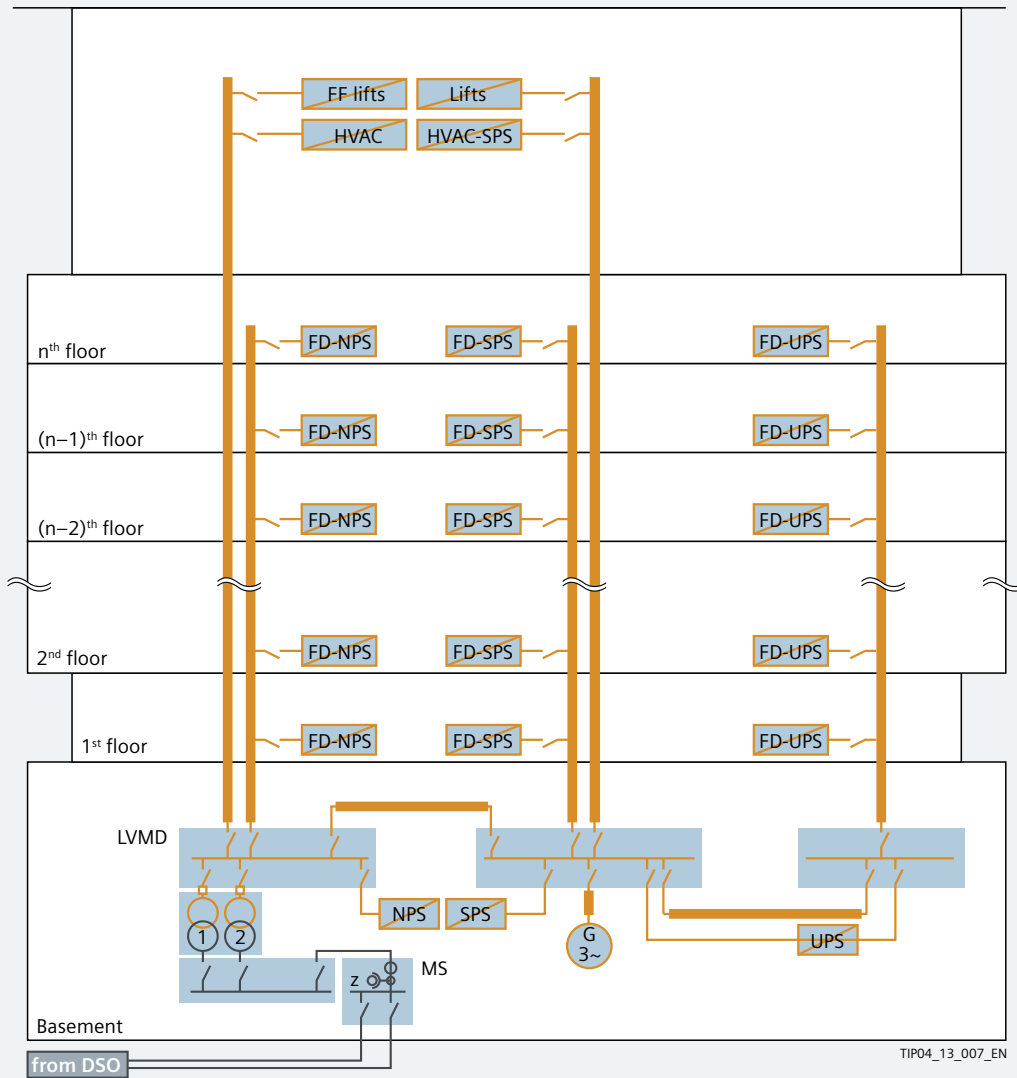 FF lifts Lifts
HVAC HVAC-SPS
nth floor FD-NPS FD-SPS FD-UPS
(n–1)th floor FD-NPS FD-SPS FD-UPS
(n–2)th floor FD-NPS FD-SPS FD-UPS
2nd floor FD-NPS FD-SPS FD-UPS
1st floor FD-NPS FD-SPS FD-UPS
LVMD
NPS SPS
1 2
G
3~
UPS
MS
z
Basement
from DSO
TIP04_13_007_EN